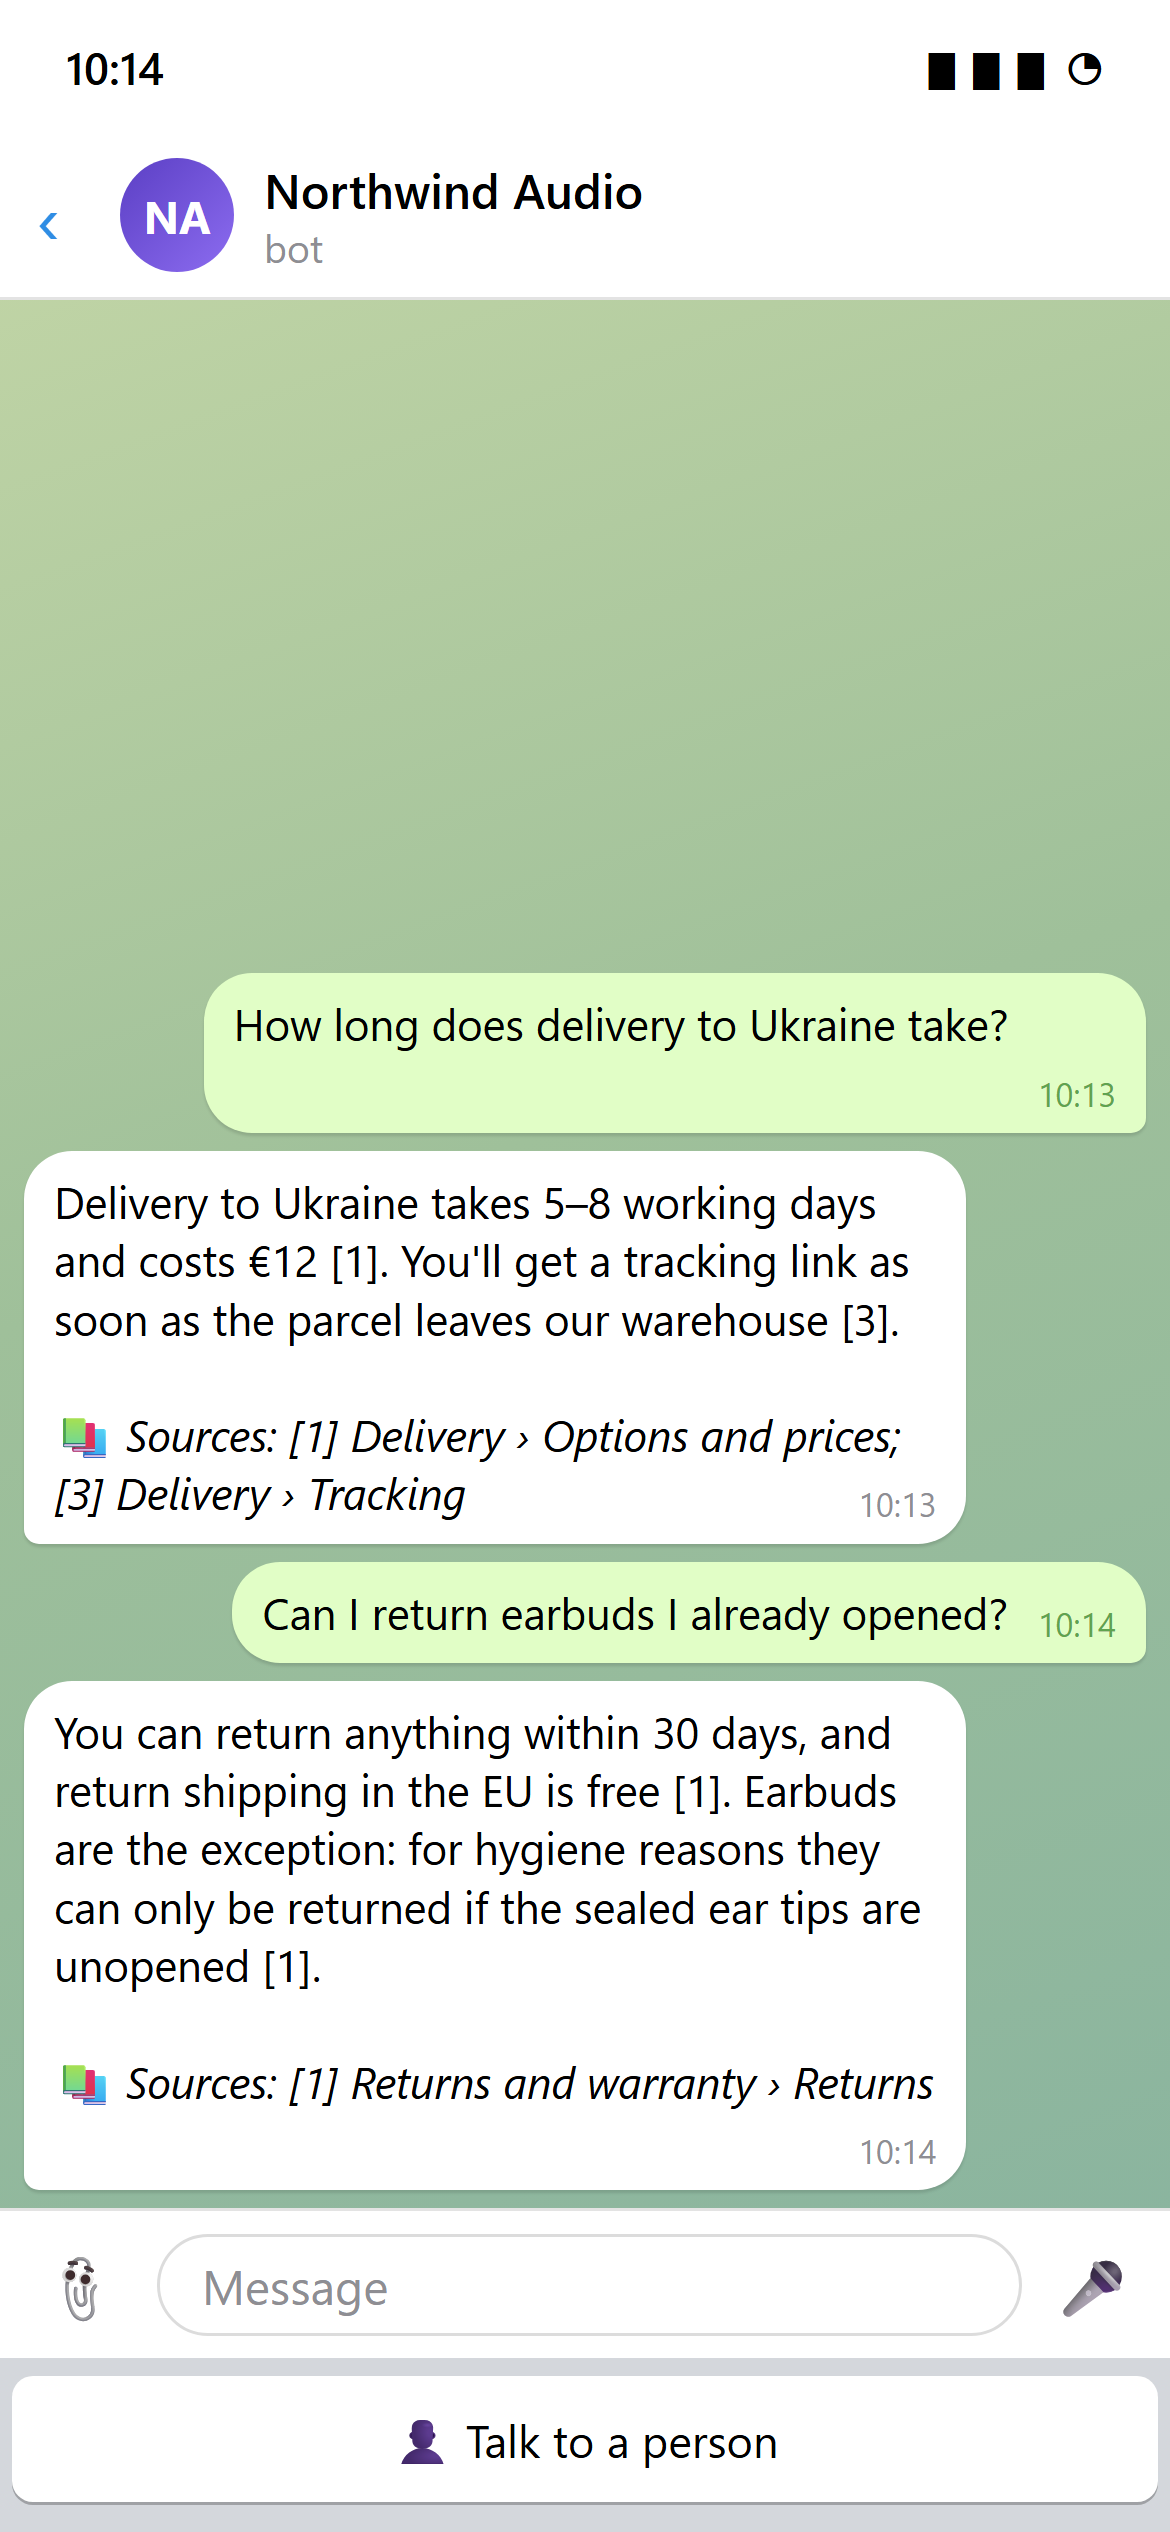 10:14
NA
Northwind Audio
bot
How long does delivery to Ukraine take?
10:13
Delivery to Ukraine takes 5–8 working days
and costs €12 [1]. You'll get a tracking link as
soon as the parcel leaves our warehouse [3].
Sources: [1] Delivery › Options and prices;
[3] Delivery › Tracking
10:13
Can I return earbuds I already opened?
10:14
You can return anything within 30 days, and
return shipping in the EU is free [1]. Earbuds
are the exception: for hygiene reasons they
can only be returned if the sealed ear tips are
unopened [1].
Sources: [1] Returns and warranty › Returns
10:14
Message
Talk to a person